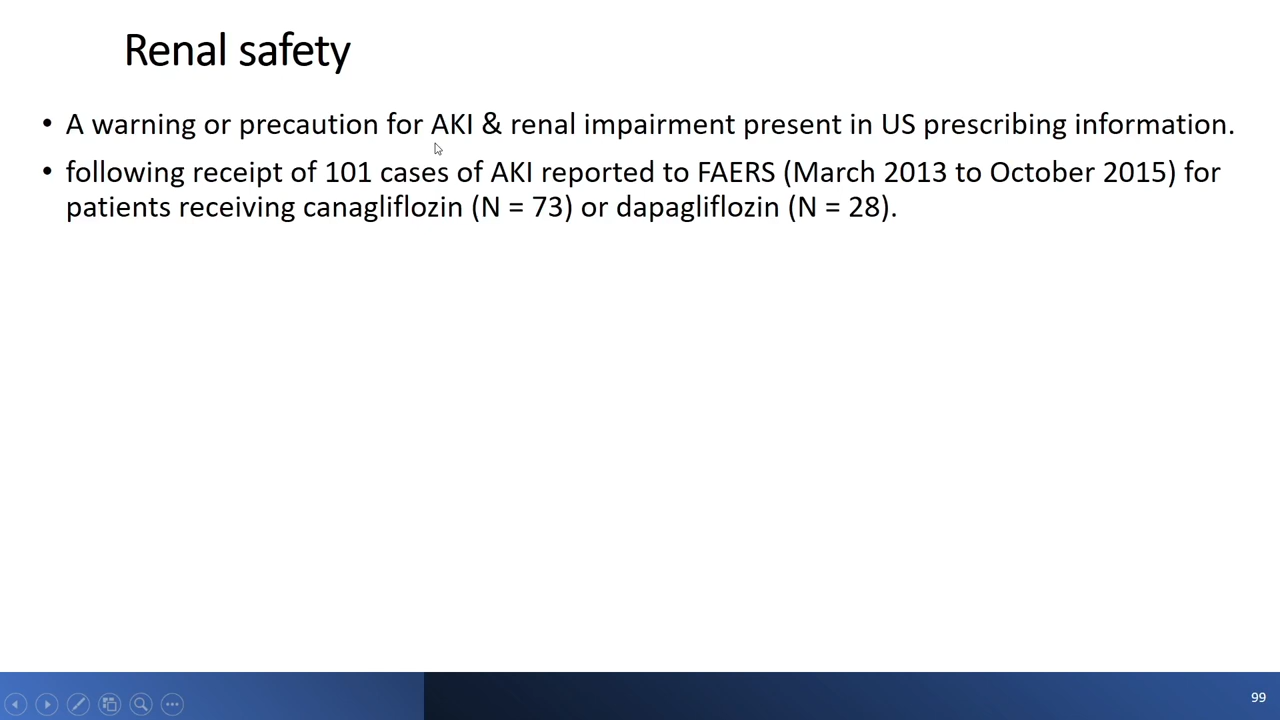 Renal safety
• A warning or precaution for AKI & renal impairment present in US prescribing information.
• following receipt of 101 cases of AKI reported to FAERS (March 2013 to October 2015) for
patients receiving canagliflozin (N = 73) or dapagliflozin (N = 28).
99